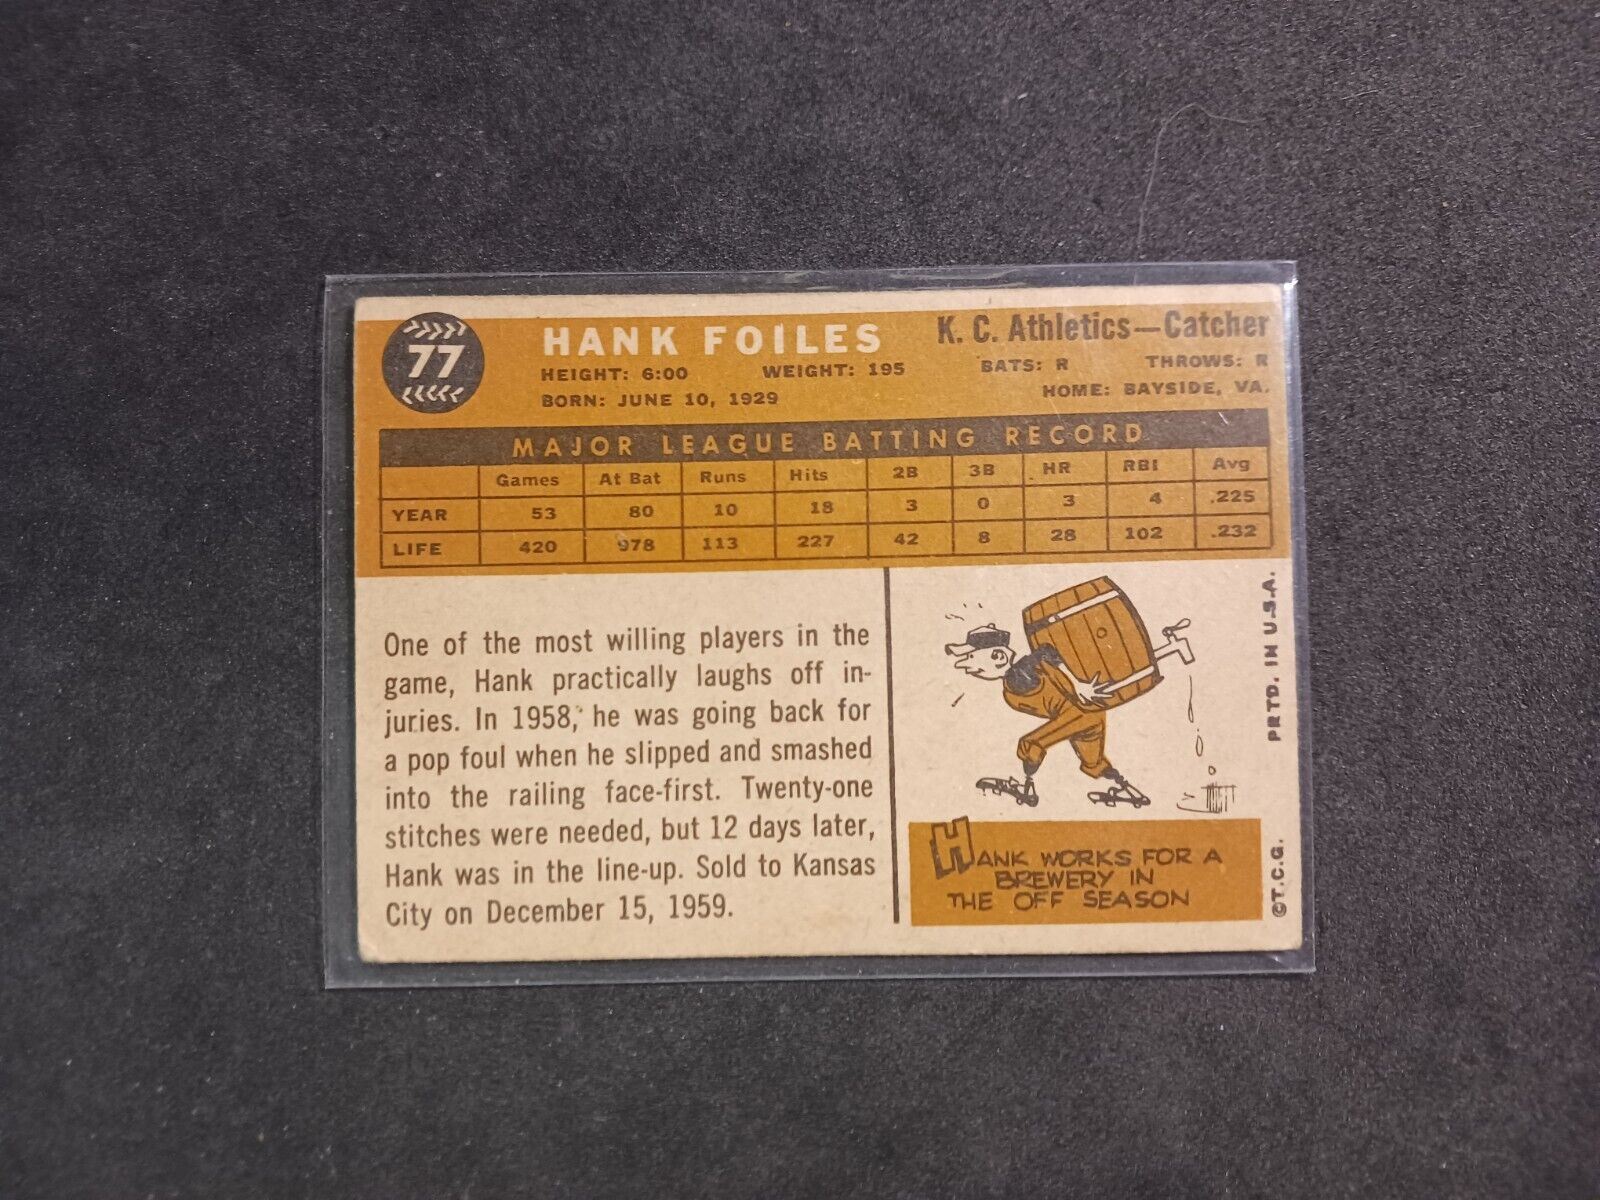 77
HANK FOILES
K. C. Athletics—Catcher
HEIGHT: 6:00 WEIGHT: 195 BATS: R THROWS: R
BORN: JUNE 10, 1929 HOME: BAYSIDE, VA.
MAJOR LEAGUE BATTING RECORD
Games At Bat Runs Hits 2B 3B HR RBI Avg
YEAR 53 80 10 18 3 0 3 4 .225
LIFE 420 978 113 227 42 8 28 102 .232
One of the most willing players in the
game, Hank practically laughs off in-
juries. In 1958, he was going back for
a pop foul when he slipped and smashed
into the railing face-first. Twenty-one
stitches were needed, but 12 days later,
Hank was in the line-up. Sold to Kansas
City on December 15, 1959.
HANK WORKS FOR A
BREWERY IN
THE OFF SEASON
©T.C.G. PRTD. IN U.S.A.